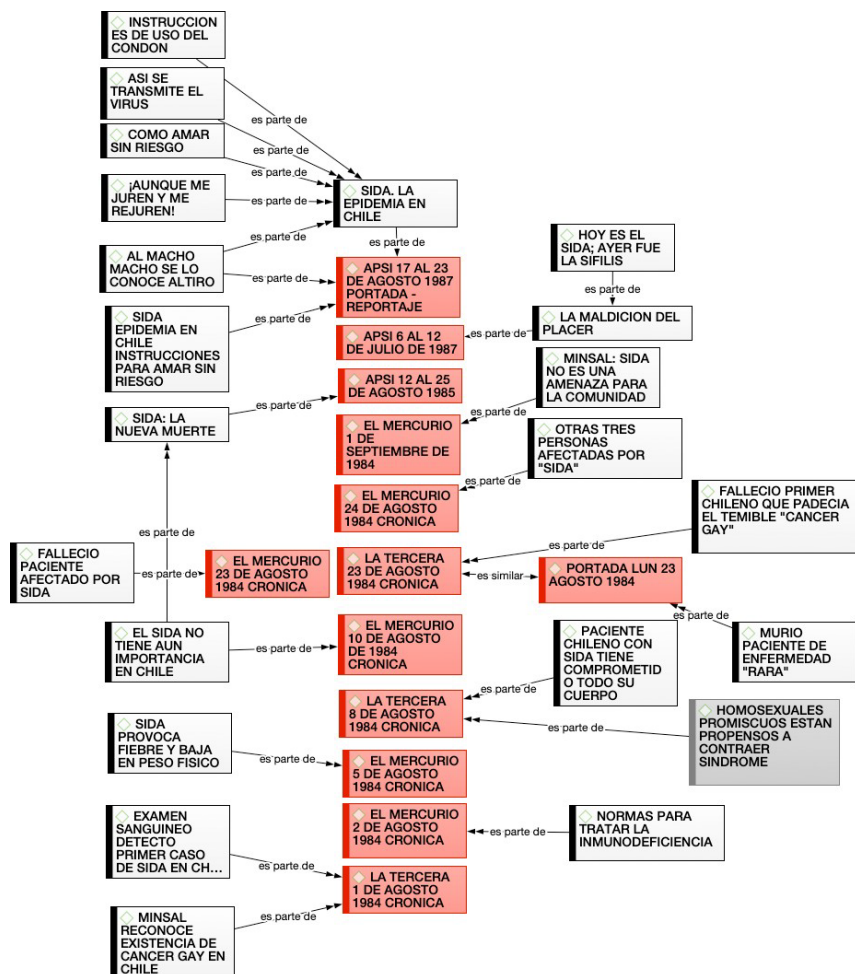 INSTRUCCION
ES DE USO DEL
CONDON
ASI SE
TRANSMITE EL
VIRUS
es parte de
COMO AMAR
SIN RIESGO
es parte de
es parte de
¡AUNQUE ME
JUREN Y ME
REJUREN!
es parte de
SIDA. LA
EPIDEMIA EN
CHILE
es parte de
es parte de
AL MACHO
MACHO SE LO
CONOCE ALTIRO
es parte de
APSI 17 AL 23
DE AGOSTO 1987
PORTADA -
REPORTAJE
HOY ES EL
SIDA; AYER FUE
LA SIFILIS
es parte de
SIDA
EPIDEMIA EN
CHILE
INSTRUCCIONES
PARA AMAR SIN
RIESGO
es parte de
APSI 6 AL 12
DE JULIO DE 1987
es parte de
LA MALDICION DEL
PLACER
APSI 12 AL 25
DE AGOSTO 1985
es parte de
MINSAL: SIDA
NO ES UNA
AMENAZA PARA
LA COMUNIDAD
es parte de
SIDA: LA
NUEVA MUERTE
EL MERCURIO
1 DE
SEPTIEMBRE DE
1984
OTRAS TRES
PERSONAS
AFECTADAS POR
"SIDA"
es parte de
EL MERCURIO
24 DE AGOSTO
1984 CRONICA
FALLECIO PRIMER
CHILENO QUE PADECIA
EL TEMIBLE "CANCER
GAY"
es parte de
es parte de
FALLECIO
PACIENTE
AFECTADO POR
SIDA
es parte de
EL MERCURIO
23 DE AGOSTO
1984 CRONICA
LA TERCERA
23 DE AGOSTO
1984 CRONICA
es similar
PORTADA LUN 23
AGOSTO 1984
es parte de
EL SIDA NO
TIENE AUN
IMPORTANCIA
EN CHILE
es parte de
EL MERCURIO
10 DE AGOSTO
DE 1984
CRONICA
PACIENTE
CHILENO CON
SIDA TIENE
COMPROMETID
O TODO SU
CUERPO
MURIO
PACIENTE DE
ENFERMEDAD
"RARA"
es parte de
LA TERCERA
8 DE AGOSTO
1984 CRONICA
es parte de
HOMOSEXUALES
PROMISCUOS ESTAN
PROPENSOS A
CONTRAER
SINDROME
SIDA
PROVOCA
FIEBRE Y BAJA
EN PESO FISICO
es parte de
EL MERCURIO
5 DE AGOSTO
1984 CRONICA
EXAMEN
SANGUINEO
DETECTO
PRIMER CASO
DE SIDA EN CH...
es parte de
EL MERCURIO
2 DE AGOSTO
1984 CRONICA
es parte de
NORMAS PARA
TRATAR LA
INMUNODEFICIENCIA
LA TERCERA
1 DE AGOSTO
1984 CRONICA
es parte de
MINSAL
RECONOCE
EXISTENCIA DE
CANCER GAY EN
CHILE